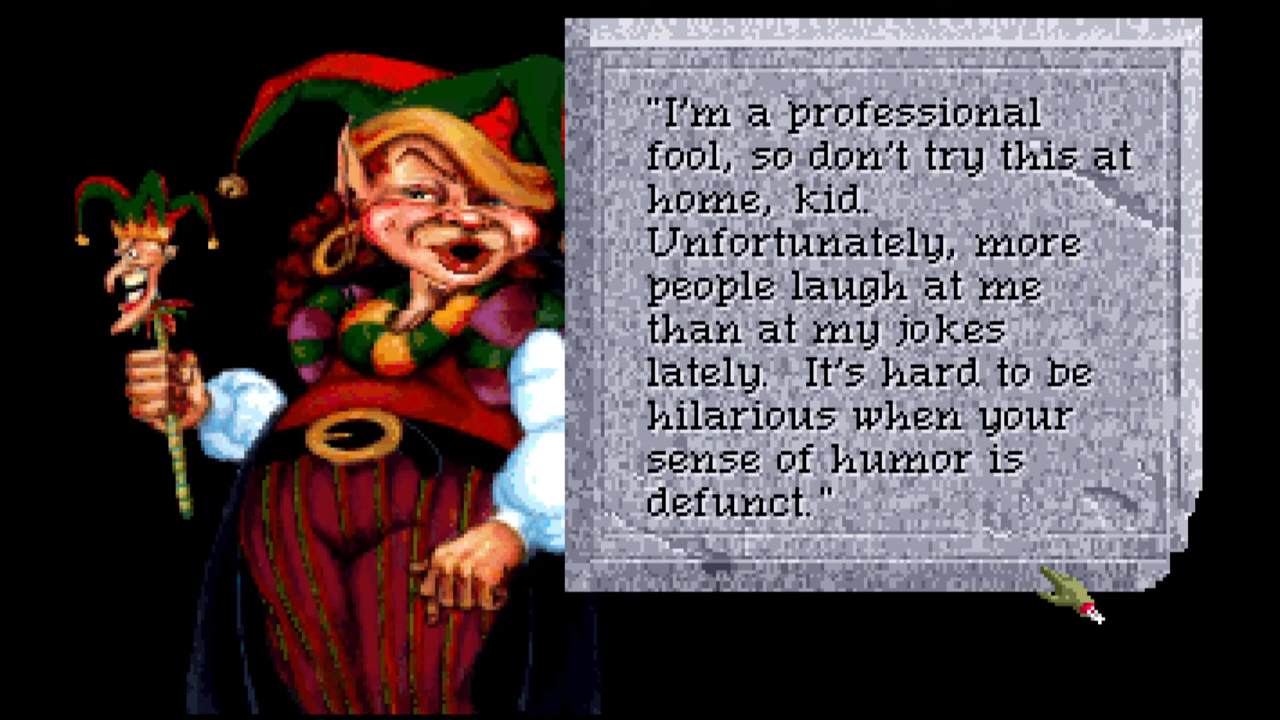 "I'm a professional
fool, so don't try this at
home, kid.
Unfortunately, more
people laugh at me
than at my jokes
lately.  It's hard to be
hilarious when your
sense of humor is
defunct."